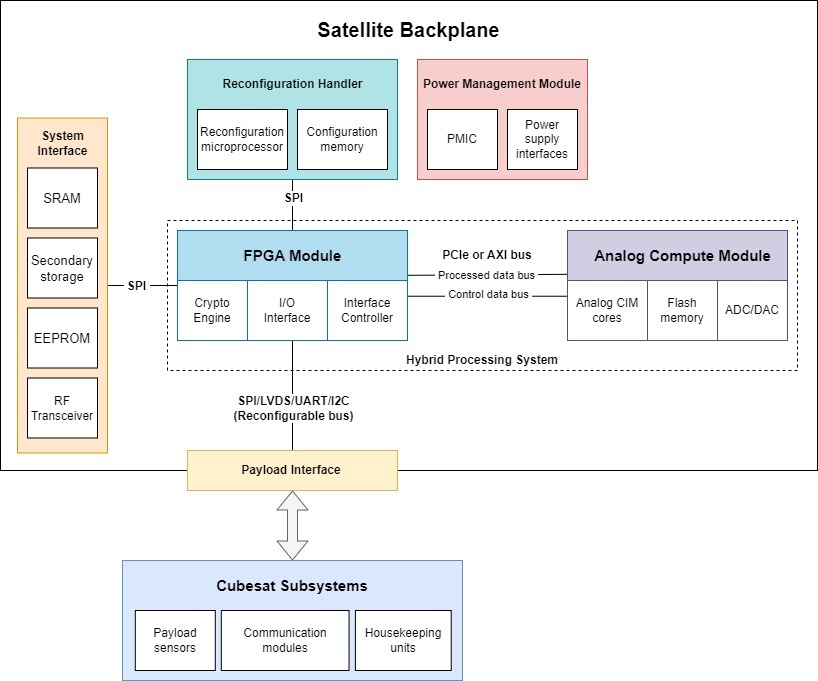 Satellite Backplane
Reconfiguration Handler
Reconfiguration
microprocessor
Configuration
memory
Power Management Module
PMIC
Power
supply
interfaces
System
Interface
SRAM
Secondary
storage
EEPROM
RF
Transceiver
SPI
SPI
FPGA Module
Crypto
Engine
I/O
Interface
Interface
Controller
PCIe or AXI bus
Processed data bus
Control data bus
Analog Compute Module
Analog CIM
cores
Flash
memory
ADC/DAC
Hybrid Processing System
SPI/LVDS/UART/I2C
(Reconfigurable bus)
Payload Interface
Cubesat Subsystems
Payload
sensors
Communication
modules
Housekeeping
units